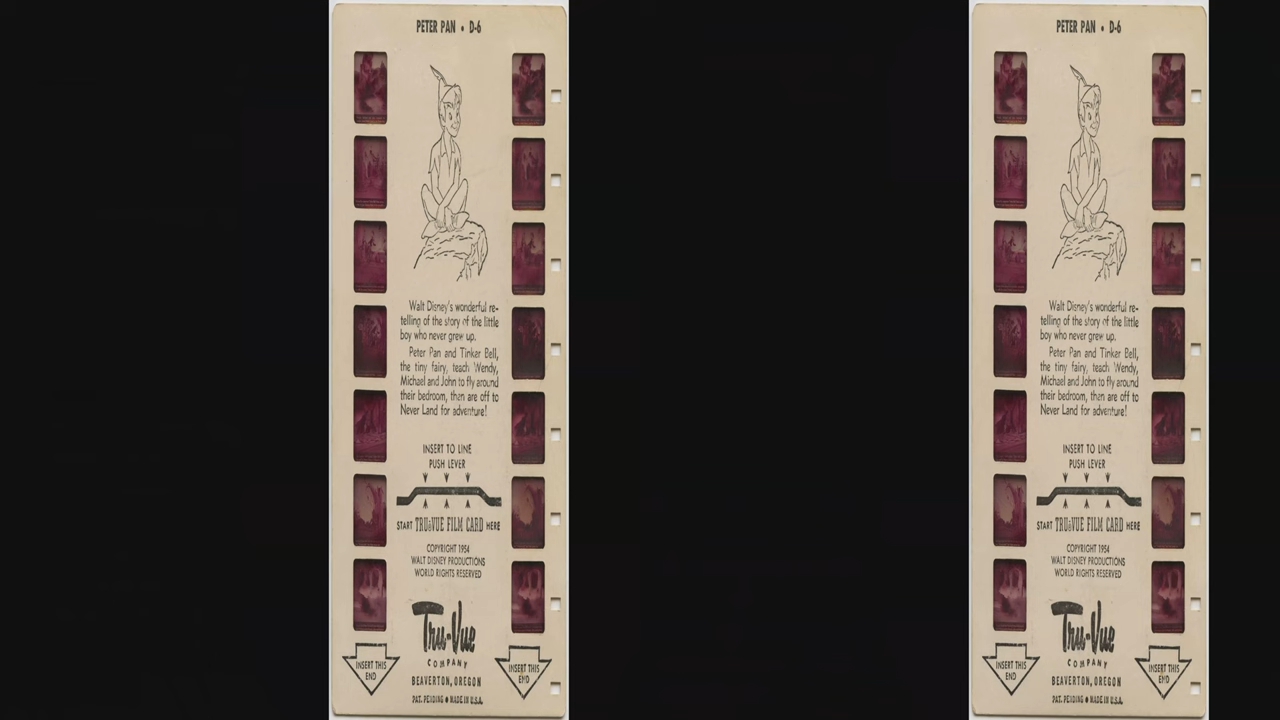 PETER PAN • D-6
Walt Disney's wonderful re-
telling of the story of the little
boy who never grew up.
Peter Pan and Tinker Bell,
the tiny fairy, teach Wendy,
Michael and John to fly around
their bedroom, then are off to
Never Land for adventure!
INSERT TO LINE
PUSH LEVER
START TRU-VUE FILM CARD HERE
COPYRIGHT 1954
WALT DISNEY PRODUCTIONS
WORLD RIGHTS RESERVED
Tru-Vue
COMPANY
BEAVERTON, OREGON
PAT. PENDING • MADE IN U.S.A.
INSERT THIS
END
INSERT THIS
END
PETER PAN • D-6
Walt Disney's wonderful re-
telling of the story of the little
boy who never grew up.
Peter Pan and Tinker Bell,
the tiny fairy, teach Wendy,
Michael and John to fly around
their bedroom, then are off to
Never Land for adventure!
INSERT TO LINE
PUSH LEVER
START TRU-VUE FILM CARD HERE
COPYRIGHT 1954
WALT DISNEY PRODUCTIONS
WORLD RIGHTS RESERVED
Tru-Vue
COMPANY
BEAVERTON, OREGON
PAT. PENDING • MADE IN U.S.A.
INSERT THIS
END
INSERT THIS
END